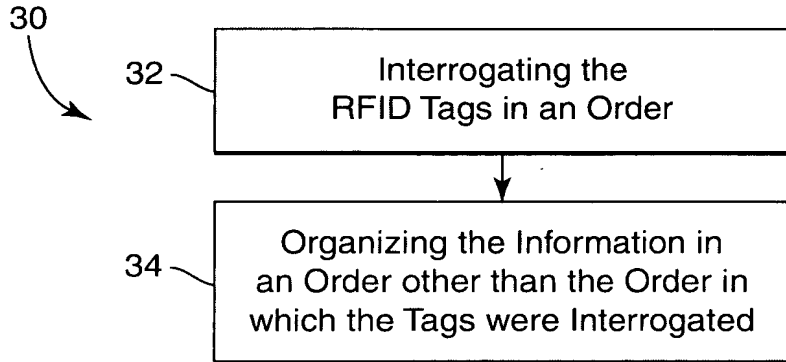 30
32
Interrogating the
RFID Tags in an Order
34
Organizing the Information in
an Order other than the Order in
which the Tags were Interrogated